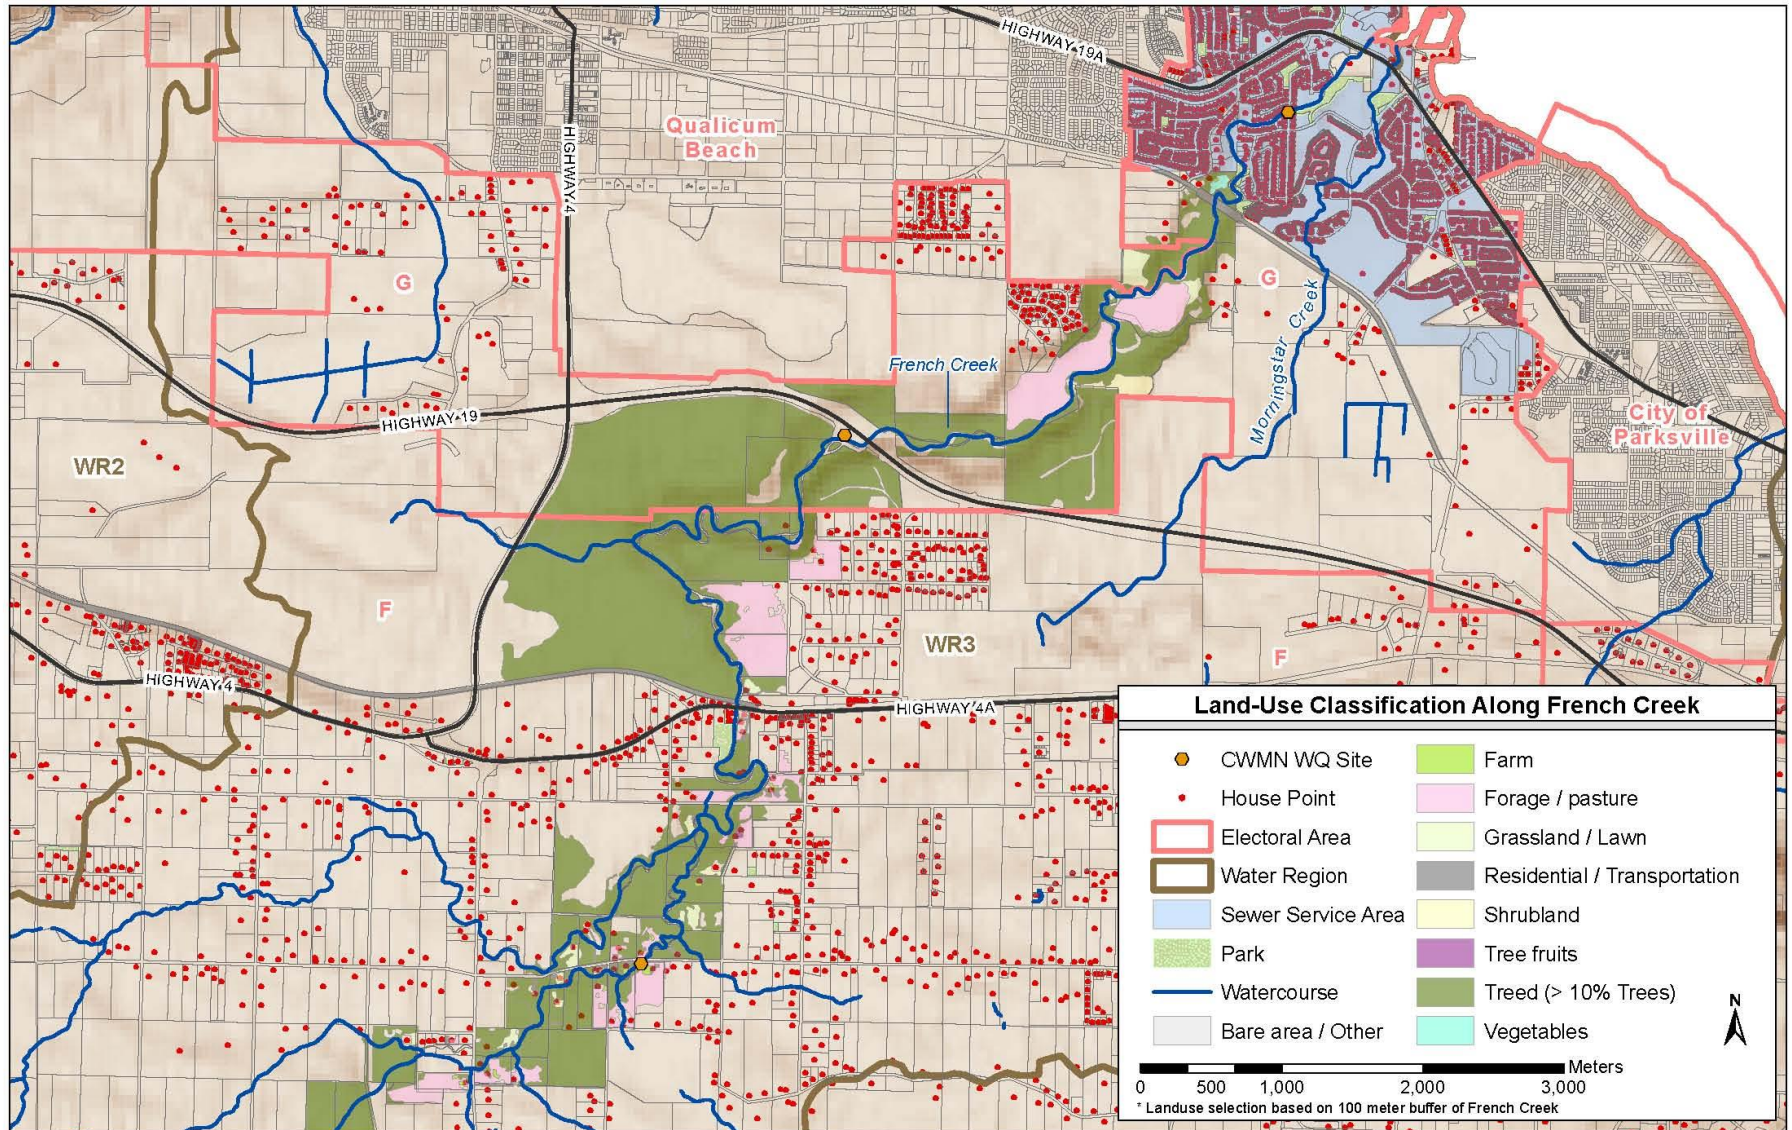 HIGHWAY 19A
Qualicum
Beach
HIGHWAY 4
G
G
French Creek
Morningstar Creek
HIGHWAY 19
City of
Parksville
WR2
F
WR3
F
HIGHWAY 4
HIGHWAY 4A
Land-Use Classification Along French Creek
CWMN WQ Site
House Point
Electoral Area
Water Region
Sewer Service Area
Park
Watercourse
Bare area / Other
Farm
Forage / pasture
Grassland / Lawn
Residential / Transportation
Shrubland
Tree fruits
Treed (> 10% Trees)
Vegetables
N
Meters
0 500 1,000 2,000 3,000
* Landuse selection based on 100 meter buffer of French Creek